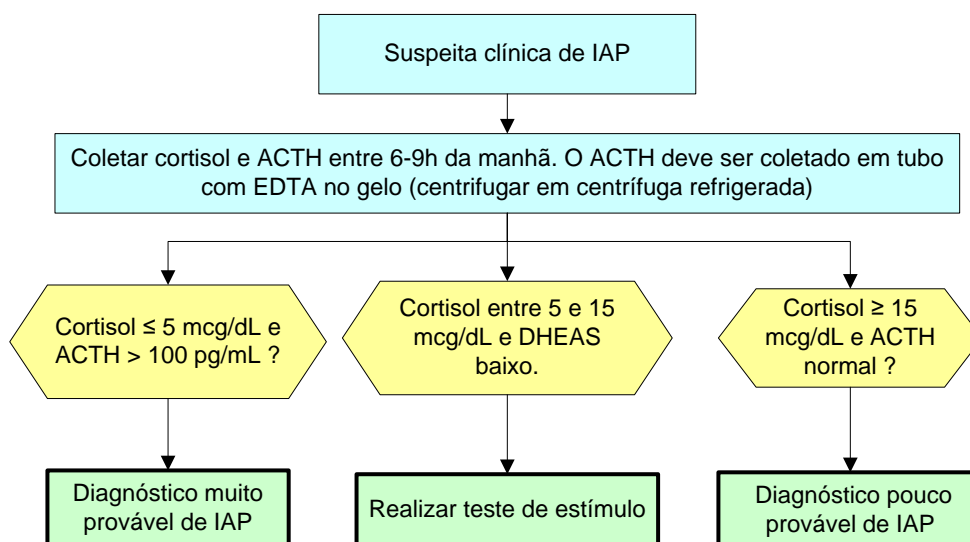 Suspeita clínica de IAP
Coletar cortisol e ACTH entre 6-9h da manhã. O ACTH deve ser coletado em tubo
com EDTA no gelo (centrifugar em centrífuga refrigerada)
Cortisol ≤ 5 mcg/dL e
ACTH > 100 pg/mL ?
Cortisol entre 5 e 15
mcg/dL e DHEAS
baixo.
Cortisol ≥ 15
mcg/dL e ACTH
normal ?
Diagnóstico muito
provável de IAP
Realizar teste de estímulo
Diagnóstico pouco
provável de IAP